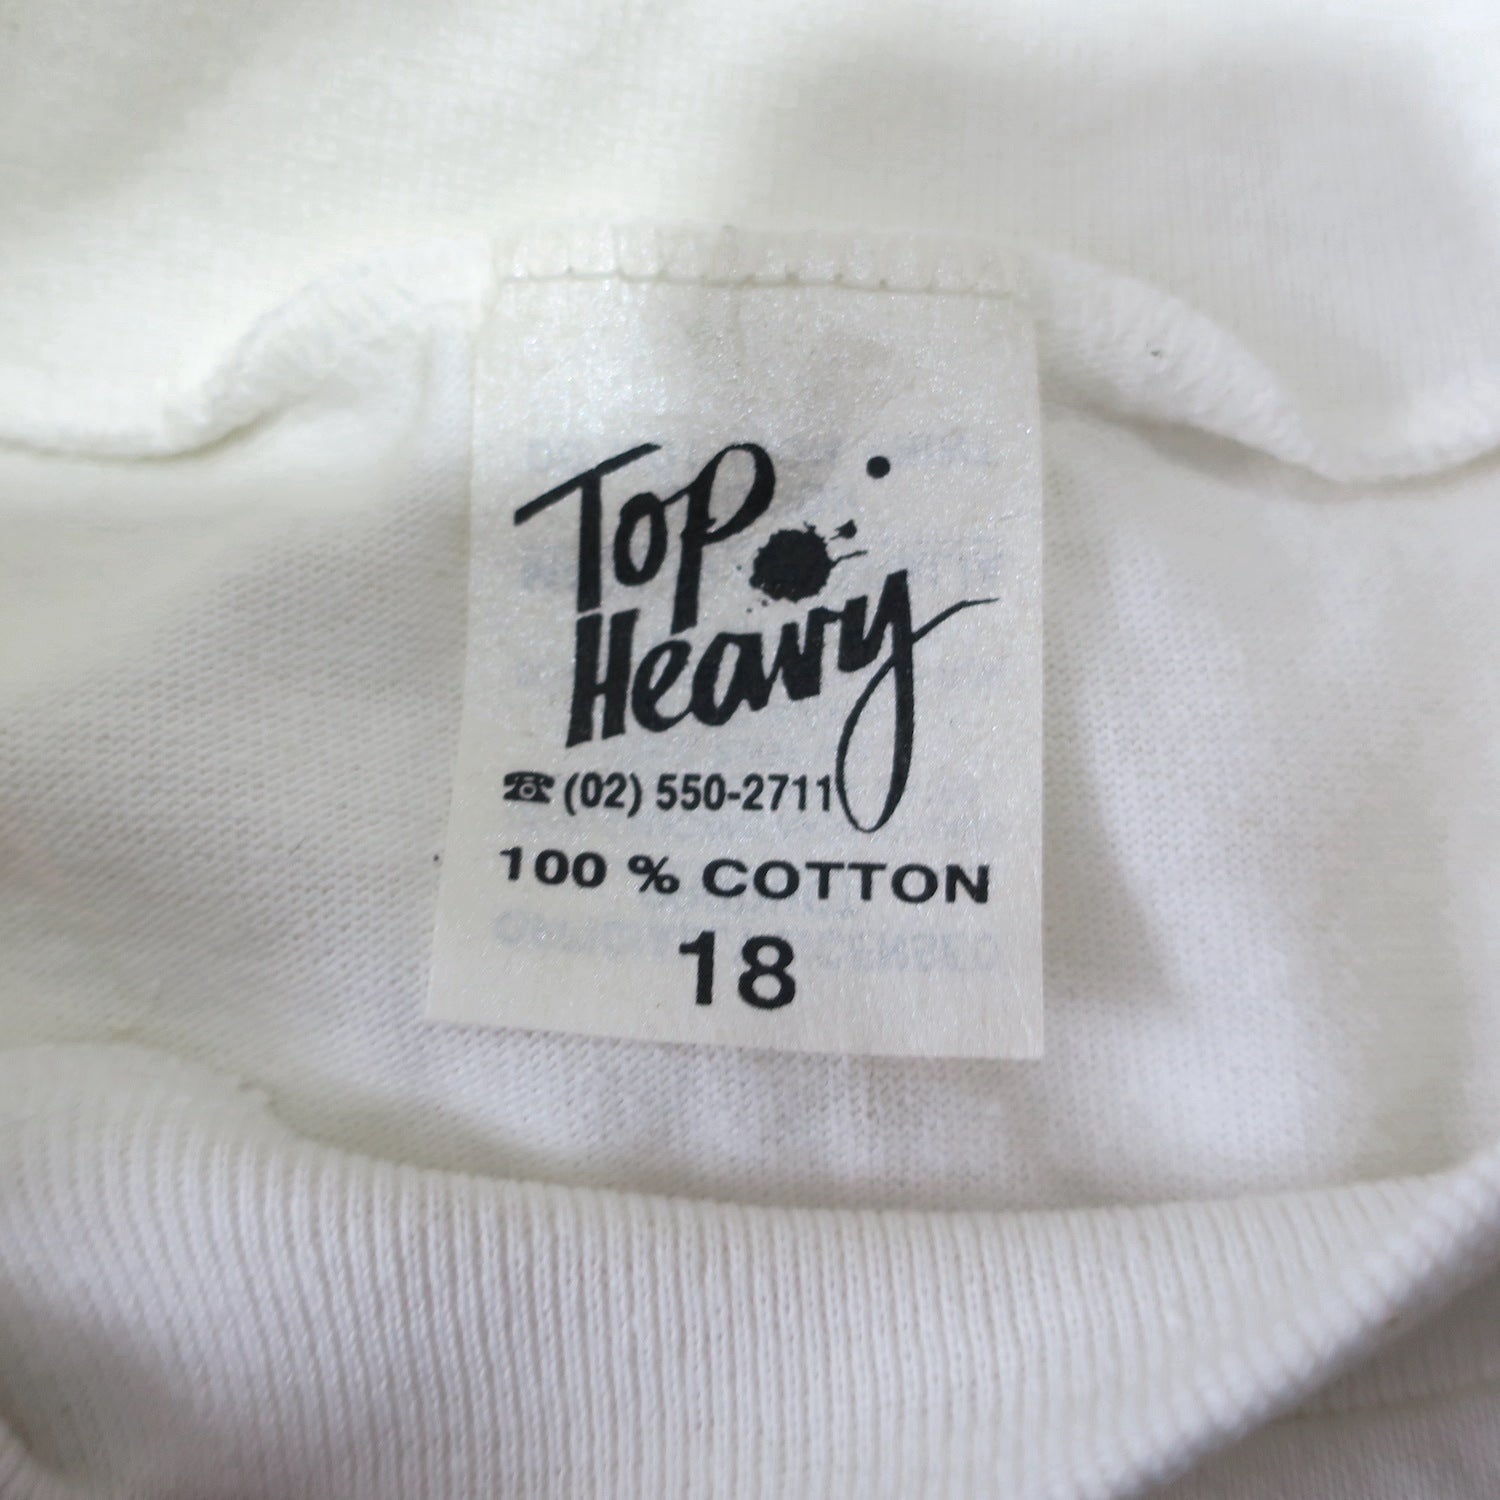 Top
Heavy
☎ (02) 550-2711
100 % COTTON
18